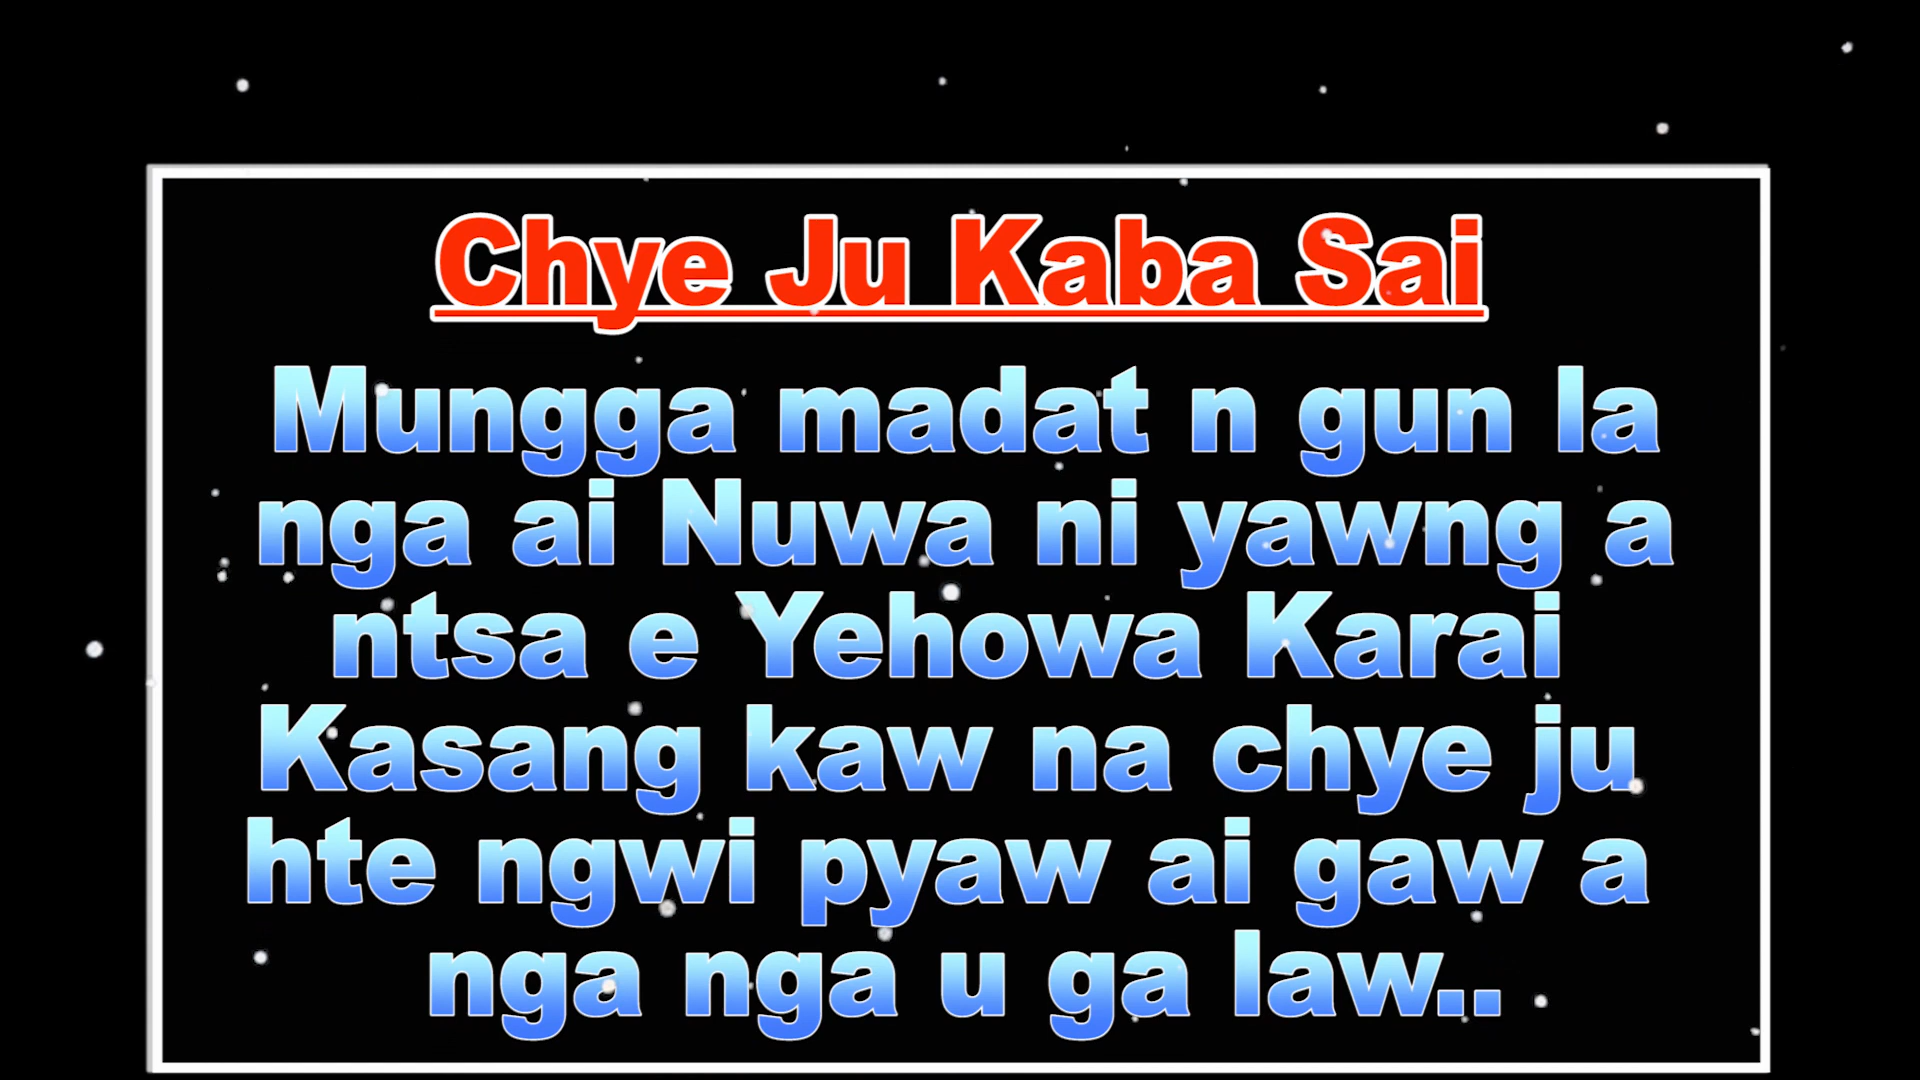 Chye Ju Kaba Sai
Mungga madat n gun la
nga ai Nuwa ni yawng a
ntsa e Yehowa Karai
Kasang kaw na chye ju
hte ngwi pyaw ai gaw a
nga nga u ga law..